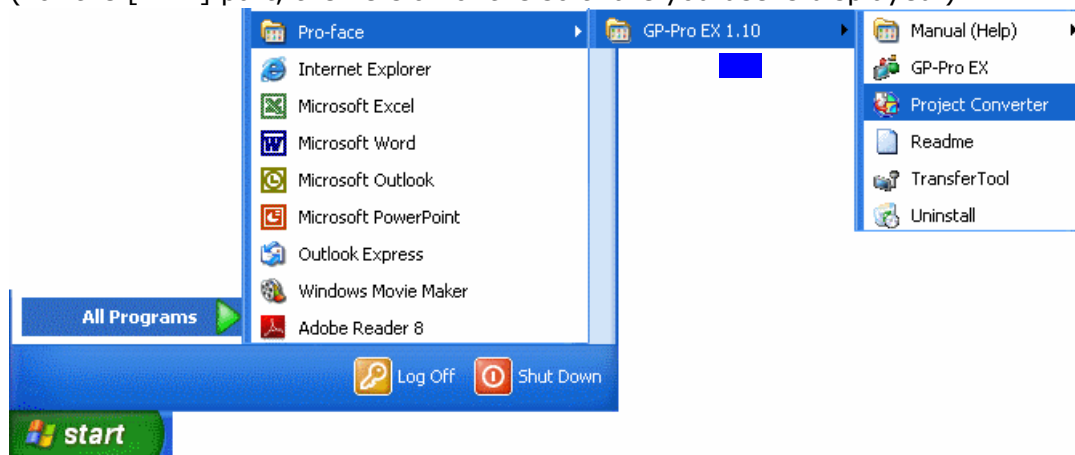 Pro-face
GP-Pro EX 1.10
Manual (Help)
Internet Explorer
GP-Pro EX
Microsoft Excel
Project Converter
Microsoft Word
Readme
Microsoft Outlook
TransferTool
Microsoft PowerPoint
Uninstall
Outlook Express
Windows Movie Maker
All Programs
Adobe Reader 8
Log Off
Shut Down
start